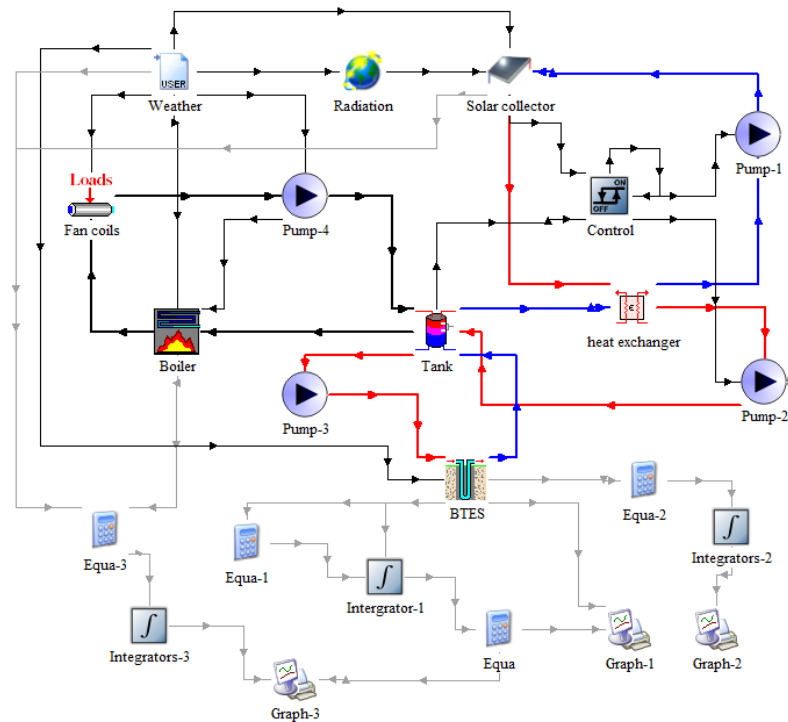 USER
Weather
Radiation
Solar collector
Pump-1
Loads
Fan coils
Pump-4
ON
OFF
Control
Boiler
Tank
ε
heat exchanger
Pump-3
Pump-2
BTES
Equa-2
Equa-3
Equa-1
∫
Intergrator-1
∫
Integrators-2
∫
Integrators-3
Equa
Graph-1
Graph-2
Graph-3